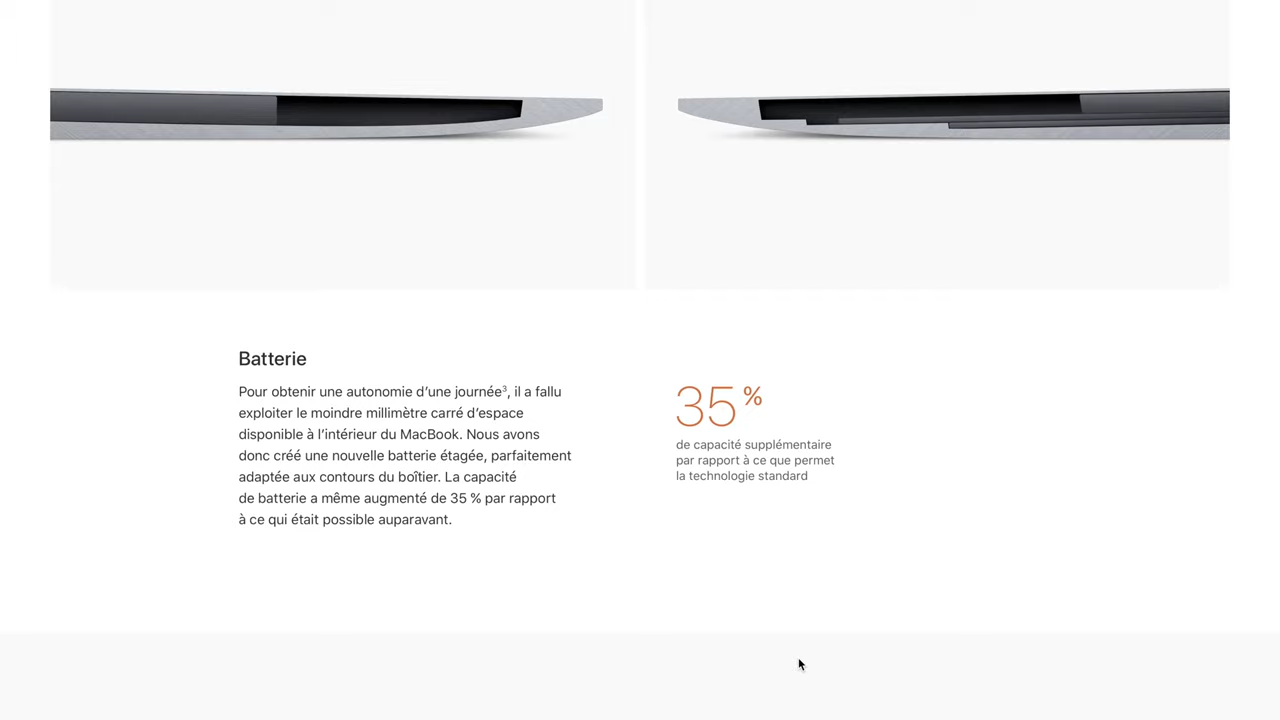 Batterie
Pour obtenir une autonomie d’une journée³, il a fallu
exploiter le moindre millimètre carré d’espace
disponible à l’intérieur du MacBook. Nous avons
donc créé une nouvelle batterie étagée, parfaitement
adaptée aux contours du boîtier. La capacité
de batterie a même augmenté de 35 % par rapport
à ce qui était possible auparavant.
35 %
de capacité supplémentaire
par rapport à ce que permet
la technologie standard